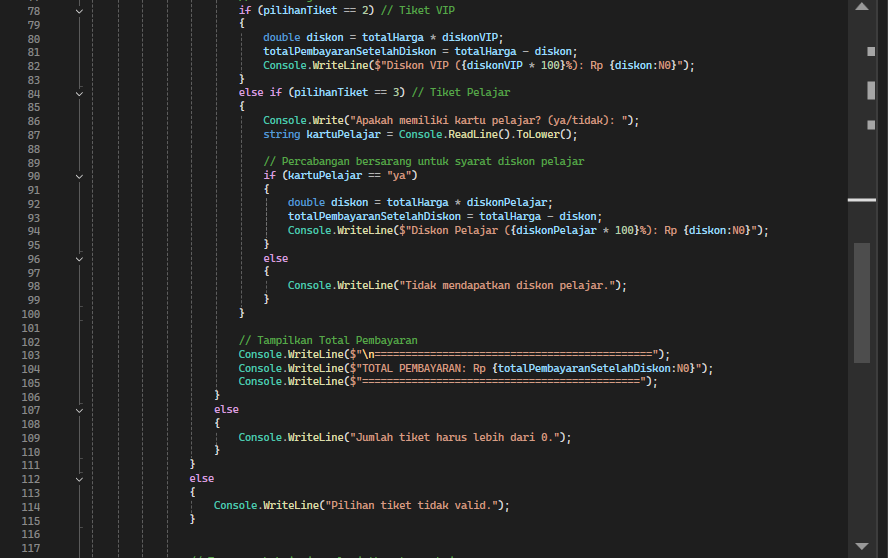 78 if (pilihanTiket == 2) // Tiket VIP
79 {
80 double diskon = totalHarga * diskonVIP;
81 totalPembayaranSetelahDiskon = totalHarga - diskon;
82 Console.WriteLine($"Diskon VIP ({diskonVIP * 100}%): Rp {diskon:N0}");
83 }
84 else if (pilihanTiket == 3) // Tiket Pelajar
85 {
86 Console.Write("Apakah memiliki kartu pelajar? (ya/tidak): ");
87 string kartuPelajar = Console.ReadLine().ToLower();
88
89 // Percabangan bersarang untuk syarat diskon pelajar
90 if (kartuPelajar == "ya")
91 {
92 double diskon = totalHarga * diskonPelajar;
93 totalPembayaranSetelahDiskon = totalHarga - diskon;
94 Console.WriteLine($"Diskon Pelajar ({diskonPelajar * 100}%): Rp {diskon:N0}");
95 }
96 else
97 {
98 Console.WriteLine("Tidak mendapatkan diskon pelajar.");
99 }
100 }
101
102 // Tampilkan Total Pembayaran
103 Console.WriteLine($"\n=============================================");
104 Console.WriteLine($"TOTAL PEMBAYARAN: Rp {totalPembayaranSetelahDiskon:N0}");
105 Console.WriteLine($"=============================================");
106 }
107 else
108 {
109 Console.WriteLine("Jumlah tiket harus lebih dari 0.");
110 }
111 }
112 else
113 {
114 Console.WriteLine("Pilihan tiket tidak valid.");
115 }
116
117